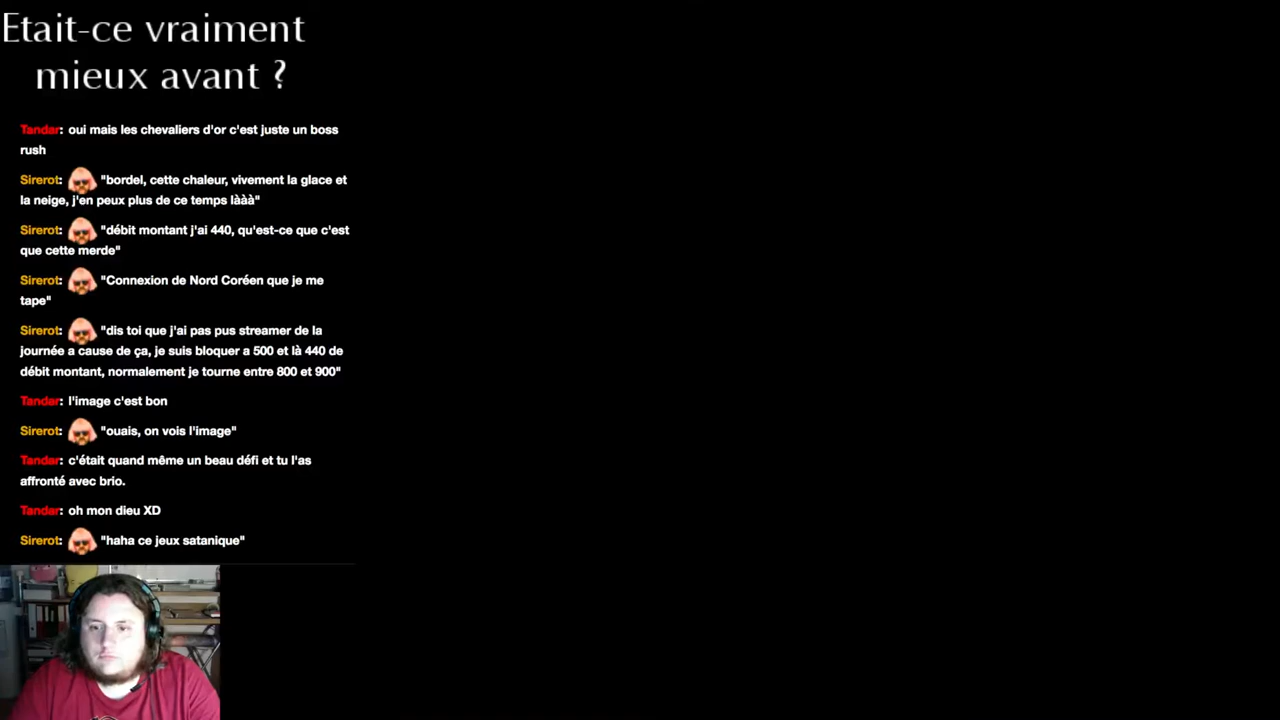 Etait-ce vraiment
mieux avant ?
Tandar: oui mais les chevaliers d'or c'est juste un boss
rush
Sirerot: "bordel, cette chaleur, vivement la glace et
la neige, j'en peux plus de ce temps lààà"
Sirerot: "débit montant j'ai 440, qu'est-ce que c'est
que cette merde"
Sirerot: "Connexion de Nord Coréen que je me
tape"
Sirerot: "dis toi que j'ai pas pus streamer de la
journée a cause de ça, je suis bloquer a 500 et là 440 de
débit montant, normalement je tourne entre 800 et 900"
Tandar: l'image c'est bon
Sirerot: "ouais, on vois l'image"
Tandar: c'était quand même un beau défi et tu l'as
affronté avec brio.
Tandar: oh mon dieu XD
Sirerot: "haha ce jeux satanique"